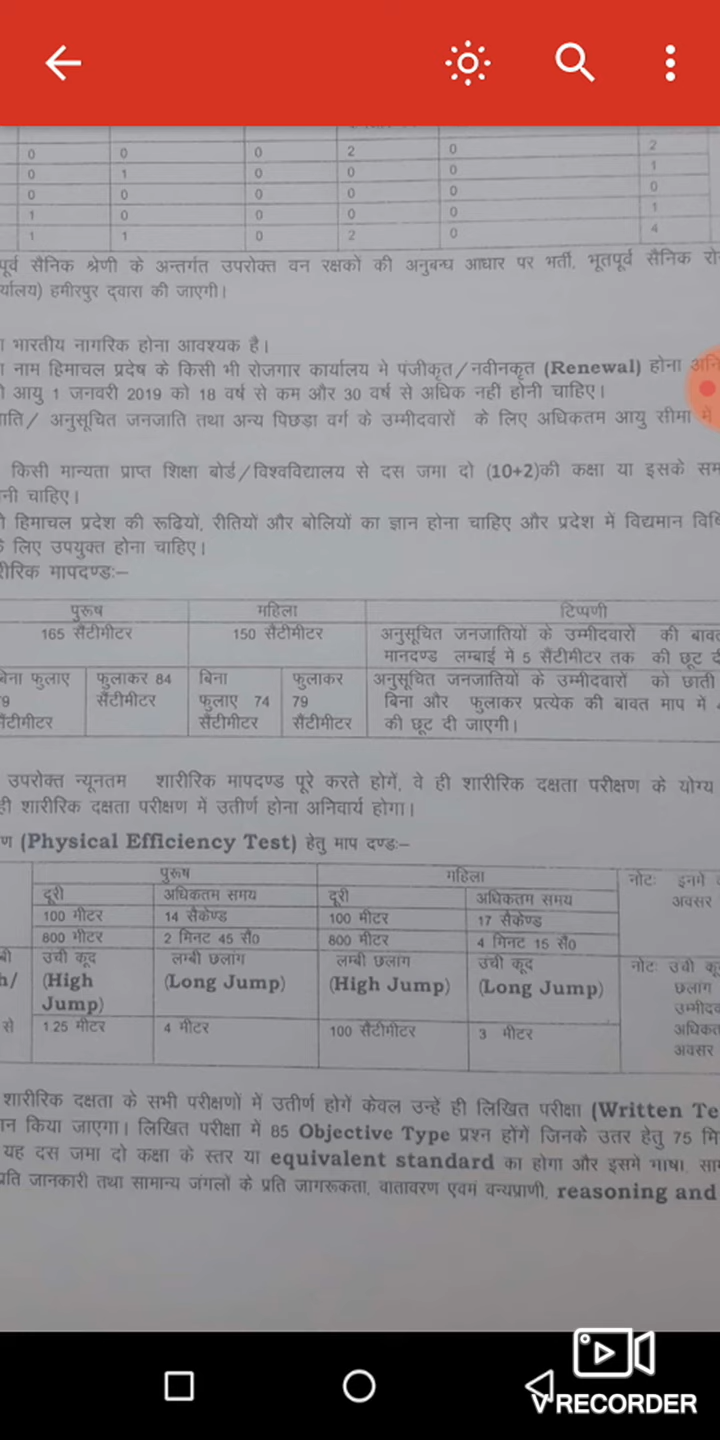 0 0 0 2 0 2
0 1 0 0 0 1
0 0 0 0 0 0
1 0 0 0 0 1
1 1 0 2 0 4
पूर्व सैनिक श्रेणी के अन्तर्गत उपरोक्त वन रक्षकों की अनुबन्ध आधार पर भर्ती, भूतपूर्व सैनिक
हमीरपुर द्वारा की जाएगी।
भारतीय नागरिक होना आवश्यक है।
नाम हिमाचल प्रदेष के किसी भी रोजगार कार्यालय मे पंजीकृत/नवीनकृत (Renewal) होना
आयु 1 जनवरी 2019 को 18 वर्ष से कम और 30 वर्ष से अधिक नहीं होनी चाहिए।
अनुसूचित जनजाति तथा अन्य पिछड़ा वर्ग के उम्मीदवारों के लिए अधिकतम आयु सीमा में
किसी मान्यता प्राप्त शिक्षा बोर्ड/विश्वविद्यालय से दस जमा दो (10+2)की कक्षा या इसके
चाहिए।
हिमाचल प्रदेश की रूढियों, रीतियों और बोलियों का ज्ञान होना चाहिए और प्रदेश में विद्यमान
लिए उपयुक्त होना चाहिए।
मापदण्डः–
पुरूष महिला टिप्पणी
165 सैंटीमीटर 150 सैंटीमीटर अनुसूचित जनजातियों के उम्मीदवारों की बावत
मानदण्ड लम्बाई मे 5 सैंटीमीटर तक की छूट
बिना फुलाए फुलाकर 84 बिना फुलाकर अनुसूचित जनजातियों के उम्मीदवारों को छाती
सैंटीमीटर फुलाए 74 79 बिना और फुलाकर प्रत्येक की बावत माप में
सैंटीमीटर सैंटीमीटर की छूट दी जाएगी।
उपरोक्त न्यूनतम शारीरिक मापदण्ड पूरे करते होगें, वे ही शारीरिक दक्षता परीक्षण के योग्य
ही शारीरिक दक्षता परीक्षण में उतीर्ण होना अनिवार्य होगा।
(Physical Efficiency Test) हेतु माप दण्डः–
पुरूष महिला नोटः इनमें
दूरी अधिकतम समय दूरी अधिकतम समय अवसर
100 मीटर 14 सैकेण्ड 100 मीटर 17 सैकेण्ड
800 मीटर 2 मिनट 45 सै0 800 मीटर 4 मिनट 15 सै0
उची कूद लम्बी छलांग लम्बी छलांग उची कूद नोटः उची
(High (Long Jump) (High Jump) (Long Jump) छलांग
Jump)
1.25 मीटर 4 मीटर 100 सैंटीमीटर 3 मीटर
अवसर
शारीरिक दक्षता के सभी परीक्षणों में उतीर्ण होगें केवल उन्हें ही लिखित परीक्षा (Written
किया जाएगा। लिखित परीक्षा में 85 Objective Type प्रश्न होंगें जिनके उतर हेतु 75
यह दस जमा दो कक्षा के स्तर या equivalent standard का होगा और इसमे भाषा,
जानकारी तथा सामान्य जंगलों के प्रति जागरूकता, वातावरण एवम वन्यप्राणी, reasoning and
V RECORDER